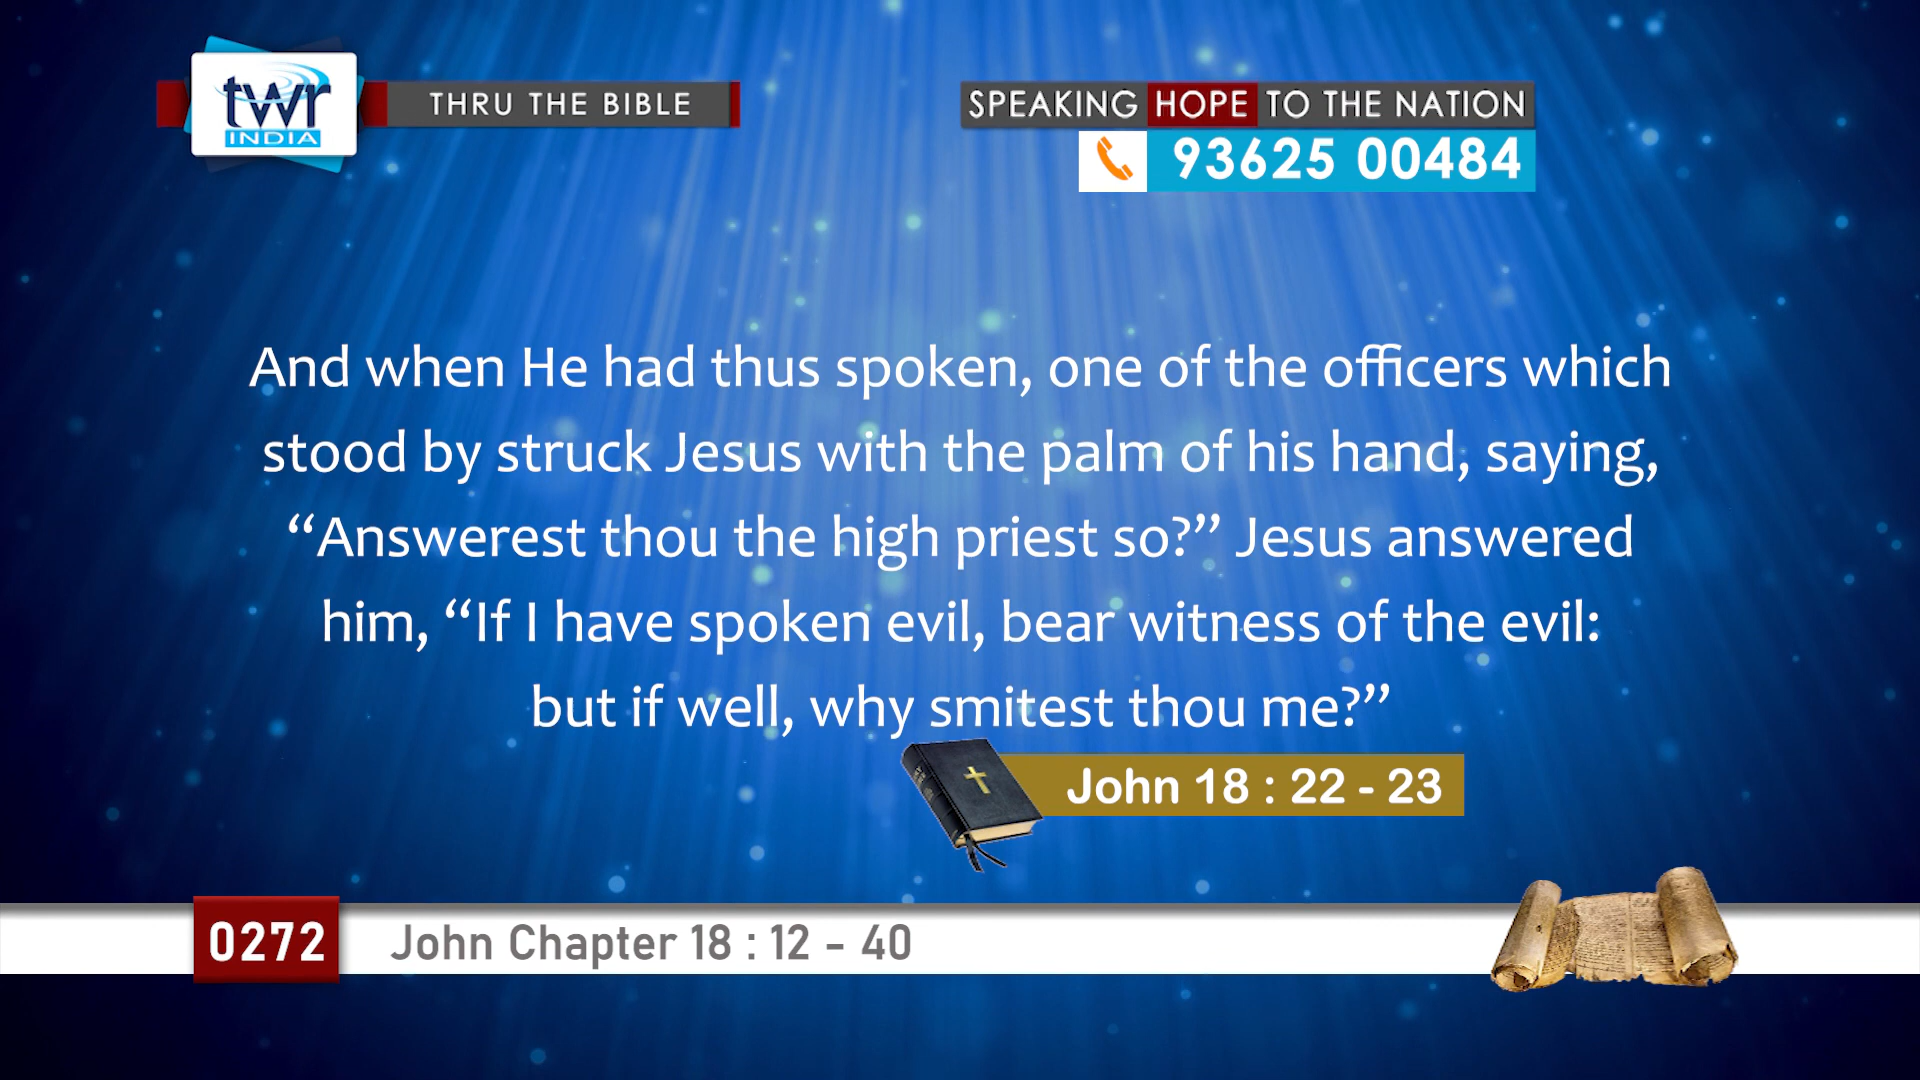 twr
INDIA
THRU THE BIBLE
SPEAKING HOPE TO THE NATION
93625 00484
And when He had thus spoken, one of the officers which
stood by struck Jesus with the palm of his hand, saying,
“Answerest thou the high priest so?” Jesus answered
him, “If I have spoken evil, bear witness of the evil:
but if well, why smitest thou me?”
John 18 : 22 - 23
0272
John Chapter 18 : 12 - 40